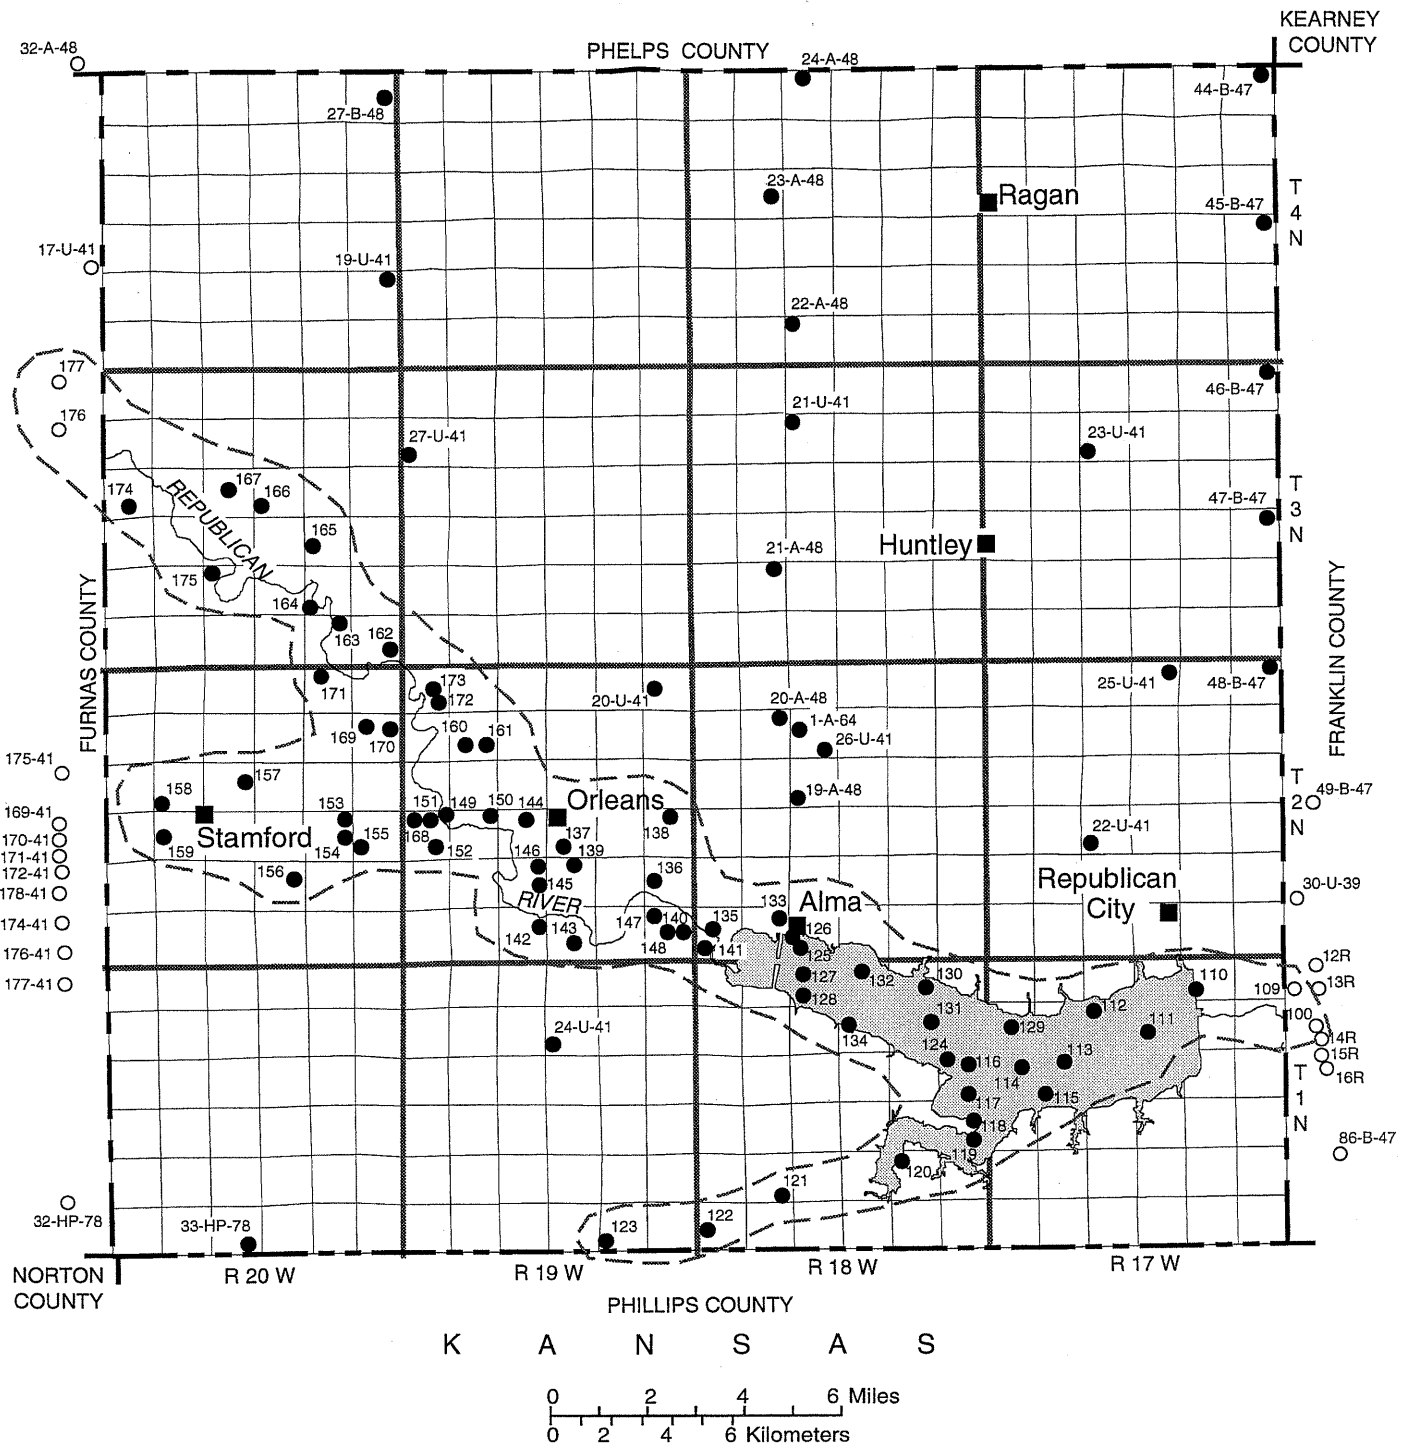 KEARNEY
COUNTY
32-A-48
PHELPS COUNTY
24-A-48
44-B-47
27-B-48
23-A-48
Ragan
45-B-47
T
4
N
17-U-41
19-U-41
22-A-48
177
46-B-47
176
21-U-41
27-U-41
23-U-41
174
167
166
REPUBLICAN
47-B-47
T
3
N
165
Huntley
21-A-48
175
164
163
162
FURNAS COUNTY
FRANKLIN COUNTY
171
173
172
20-U-41
25-U-41
48-B-47
20-A-48
1-A-64
26-U-41
169
170
160
161
175-41
157
158
T
2
N
49-B-47
19-A-48
Orleans
169-41
153
151
149
150
144
138
Stamford
168
170-41
159
154
155
152
137
22-U-41
171-41
146
139
172-41
156
145
136
Republican
City
30-U-39
178-41
RIVER
133
Alma
174-41
147
140
135
126
142
143
148
141
125
176-41
12R
177-41
127
132
130
110
109
13R
128
112
100
131
129
111
134
14R
24-U-41
124
116
113
15R
114
16R
T
1
N
117
115
118
119
86-B-47
120
121
32-HP-78
33-HP-78
123
122
NORTON
COUNTY
R 20 W
R 19 W
R 18 W
R 17 W
PHILLIPS COUNTY
K A N S A S
0 2 4 6 Miles
0 2 4 6 Kilometers